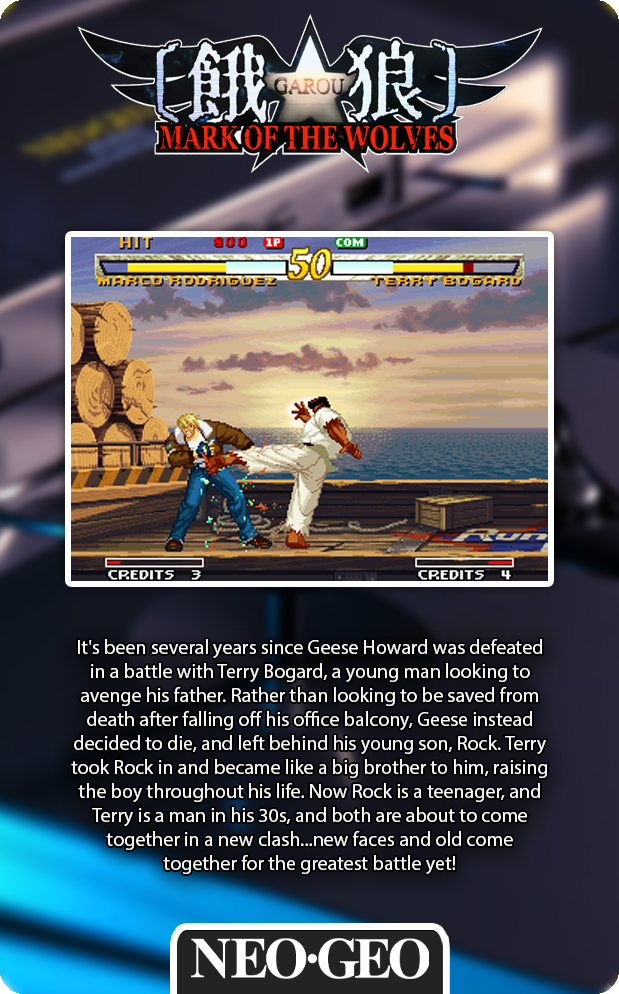 餓 GAROU 狼
MARK OF THE WOLVES
HIT 800 1P COM
50
MARCO RODRIGUEZ TERRY BOGARD
Run
CREDITS 3 CREDITS 4
It's been several years since Geese Howard was defeated
in a battle with Terry Bogard, a young man looking to
avenge his father. Rather than looking to be saved from
death after falling off his office balcony, Geese instead
decided to die, and left behind his young son, Rock. Terry
took Rock in and became like a big brother to him, raising
the boy throughout his life. Now Rock is a teenager, and
Terry is a man in his 30s, and both are about to come
together in a new clash...new faces and old come
together for the greatest battle yet!
NEO•GEO